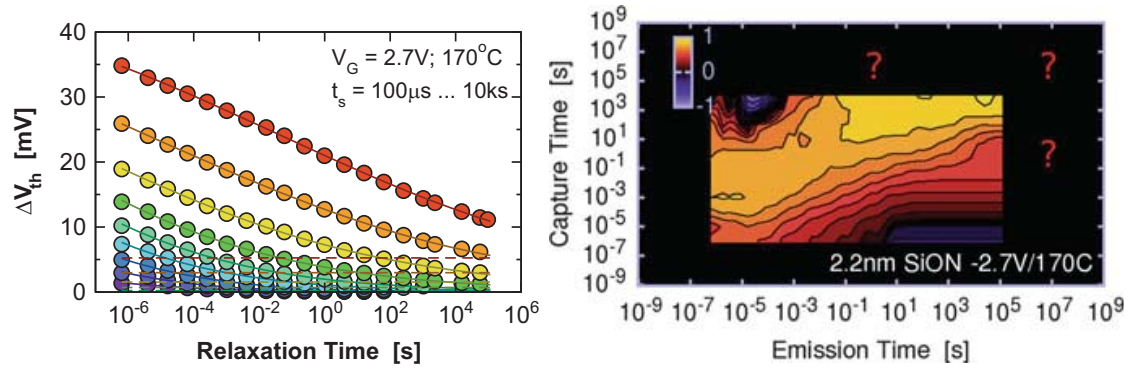 40
30
20
10
0
ΔVth [mV]
VG = 2.7V; 170°C
ts = 100μs ... 10ks
10⁻⁶ 10⁻⁴ 10⁻² 10⁰ 10² 10⁴ 10⁶
Relaxation Time [s]
10⁹
10⁷
10⁵
10³
10¹
10⁻¹
10⁻³
10⁻⁵
10⁻⁷
10⁻⁹
Capture Time [s]
1
0
-1
? ?
?
2.2nm SiON -2.7V/170C
10⁻⁹ 10⁻⁷ 10⁻⁵ 10⁻³ 10⁻¹ 10¹ 10³ 10⁵ 10⁷ 10⁹
Emission Time [s]